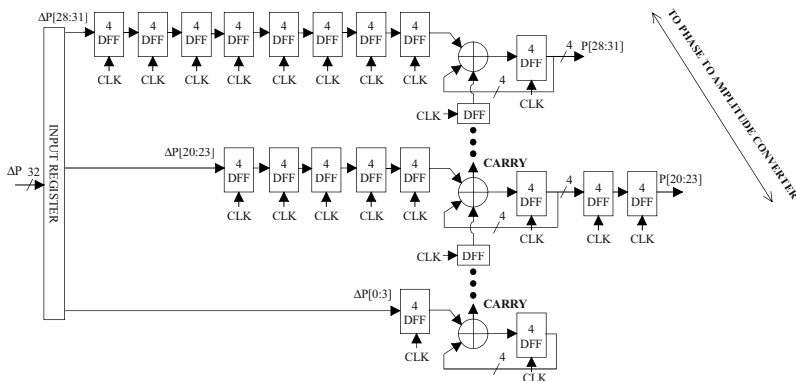 ΔP[28:31]
4 4 4 4 4 4 4 4 4 4 P[28:31]
DFF DFF DFF DFF DFF DFF DFF DFF DFF
CLK CLK CLK CLK CLK CLK CLK CLK 4 CLK
CLK DFF
TO PHASE TO AMPLITUDE CONVERTER
INPUT REGISTER
ΔP 32
ΔP[20:23] CARRY
4 4 4 4 4 4 4 4 4 P[20:23]
DFF DFF DFF DFF DFF DFF DFF DFF
CLK CLK CLK CLK CLK 4 CLK CLK CLK
CLK DFF
ΔP[0:3] CARRY
4 4
DFF DFF
CLK 4 CLK